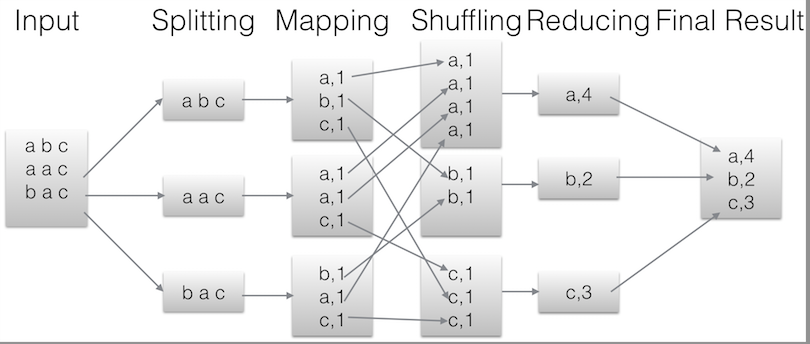 Input Splitting Mapping Shuffling Reducing Final Result
a b c
a a c
b a c
a b c
a a c
b a c
a,1
b,1
c,1
a,1
a,1
c,1
b,1
a,1
c,1
a,1
a,1
a,1
a,1
b,1
b,1
c,1
c,1
c,1
a,4
b,2
c,3
a,4
b,2
c,3